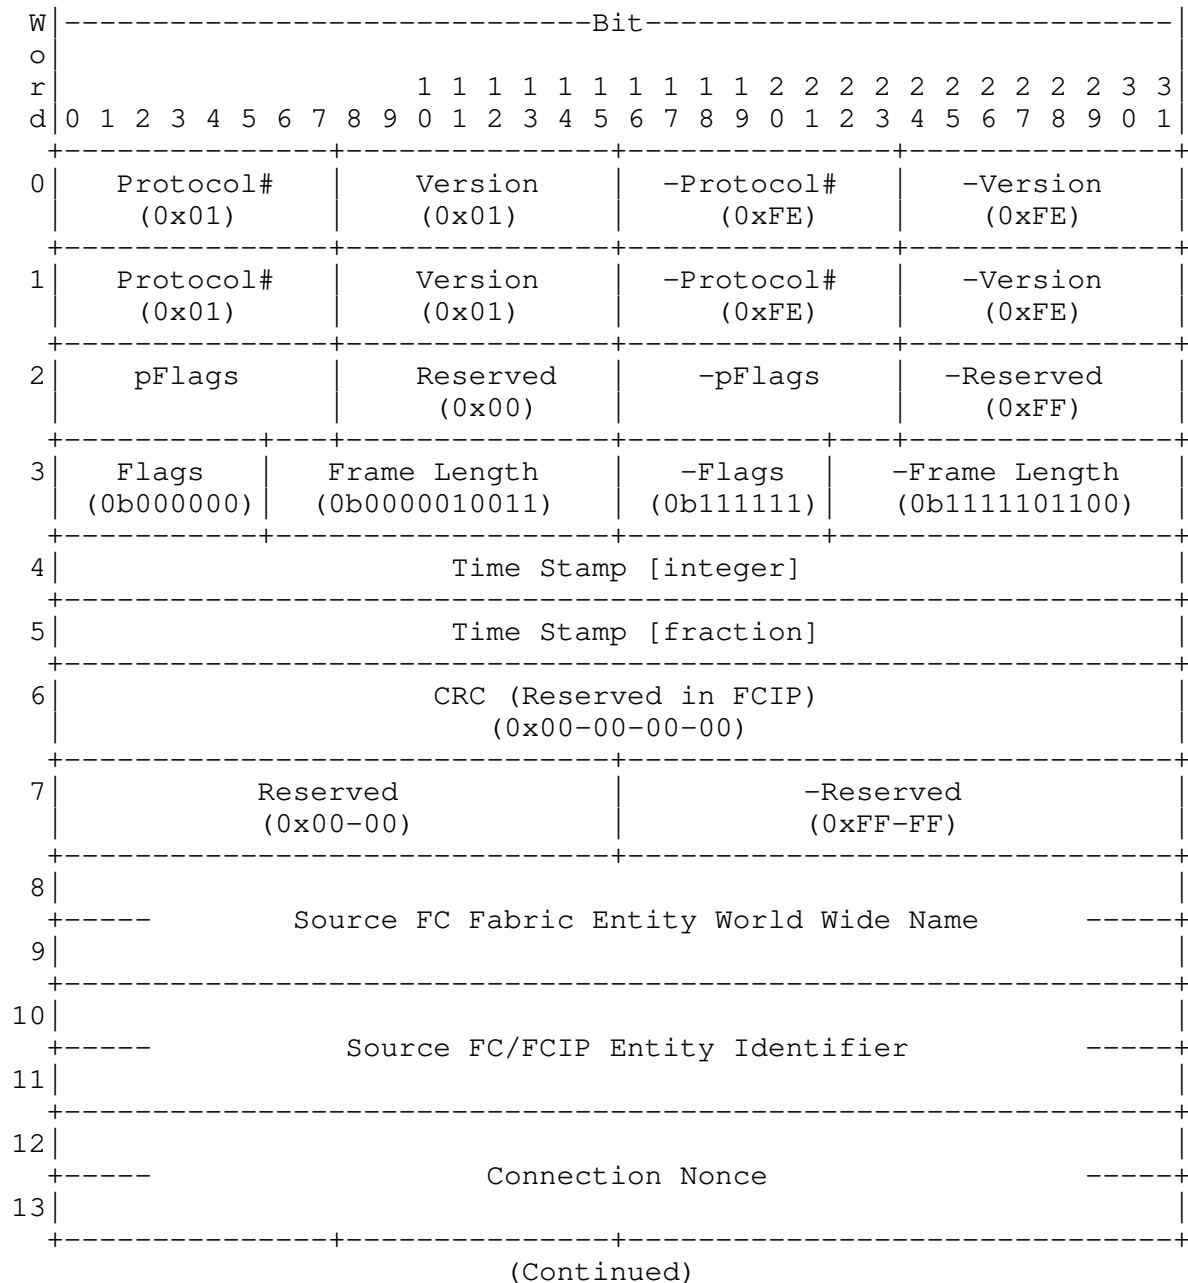 W|------------------------------Bit------------------------------|
o|                                                               |
r|                    1 1 1 1 1 1 1 1 1 1 2 2 2 2 2 2 2 2 2 2 3 3|
d|0 1 2 3 4 5 6 7 8 9 0 1 2 3 4 5 6 7 8 9 0 1 2 3 4 5 6 7 8 9 0 1|
 +---------------+---------------+---------------+---------------+
0|   Protocol#   |    Version    |  -Protocol#   |   -Version    |
 |    (0x01)     |    (0x01)     |     (0xFE)    |    (0xFE)     |
 +---------------+---------------+---------------+---------------+
1|   Protocol#   |    Version    |  -Protocol#   |   -Version    |
 |    (0x01)     |    (0x01)     |     (0xFE)    |    (0xFE)     |
 +---------------+---------------+---------------+---------------+
2|    pFlags     |    Reserved   |    -pFlags    |  -Reserved    |
 |               |     (0x00)    |               |    (0xFF)     |
 +-----------+---+---------------+-----------+---+---------------+
3|   Flags   |   Frame Length    |   -Flags  |   -Frame Length   |
 | (0b000000)|  (0b0000010011)   | (0b111111)|   (0b1111101100)  |
 +-----------+-------------------+-----------+-------------------+
4|                      Time Stamp [integer]                     |
 +---------------------------------------------------------------+
5|                      Time Stamp [fraction]                    |
 +---------------------------------------------------------------+
6|                     CRC (Reserved in FCIP)                    |
 |                        (0x00-00-00-00)                        |
 +-------------------------------+-------------------------------+
7|           Reserved            |          -Reserved            |
 |           (0x00-00)           |          (0xFF-FF)            |
 +-------------------------------+-------------------------------+
8|                                                               |
 +-----        Source FC Fabric Entity World Wide Name      -----+
9|                                                               |
 +---------------------------------------------------------------+
10|                                                               |
 +-----           Source FC/FCIP Entity Identifier          -----+
11|                                                               |
 +---------------------------------------------------------------+
12|                                                               |
 +-----                   Connection Nonce                  -----+
13|                                                               |
 +---------------+---------------+-------------------------------+
(Continued)